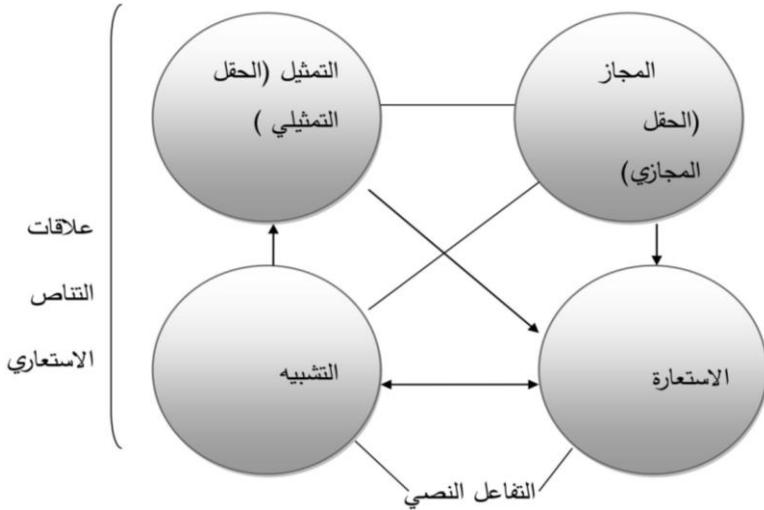 المجاز
(الحقل
المجازي)
التمثيل (الحقل
التمثيلي )
علاقات
التناص
الاستعاري
الاستعارة
التشبيه
التفاعل النصي